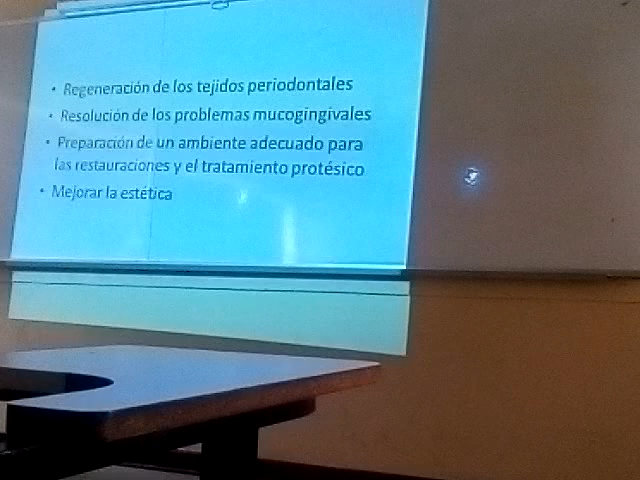 • Regeneración de los tejidos periodontales
• Resolución de los problemas mucogingivales
• Preparación de un ambiente adecuado para
las restauraciones y el tratamiento protésico
• Mejorar la estética